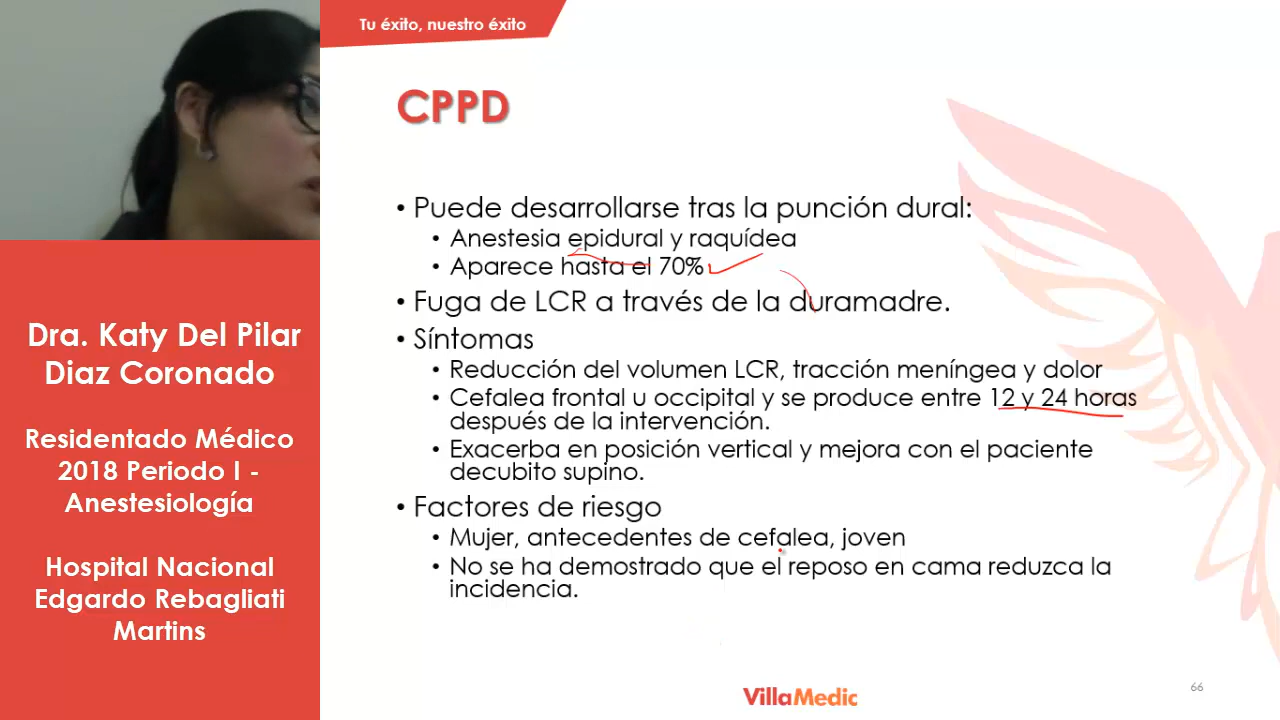 Tu éxito, nuestro éxito
CPPD
• Puede desarrollarse tras la punción dural:
• Anestesia epidural y raquídea
• Aparece hasta el 70%
• Fuga de LCR a través de la duramadre.
• Síntomas
• Reducción del volumen LCR, tracción meníngea y dolor
• Cefalea frontal u occipital y se produce entre 12 y 24 horas
después de la intervención.
• Exacerba en posición vertical y mejora con el paciente
decubito supino.
• Factores de riesgo
• Mujer, antecedentes de cefalea, joven
• No se ha demostrado que el reposo en cama reduzca la
incidencia.
Dra. Katy Del Pilar
Diaz Coronado
Residentado Médico
2018 Periodo I -
Anestesiología
Hospital Nacional
Edgardo Rebagliati
Martins
VillaMedic
66